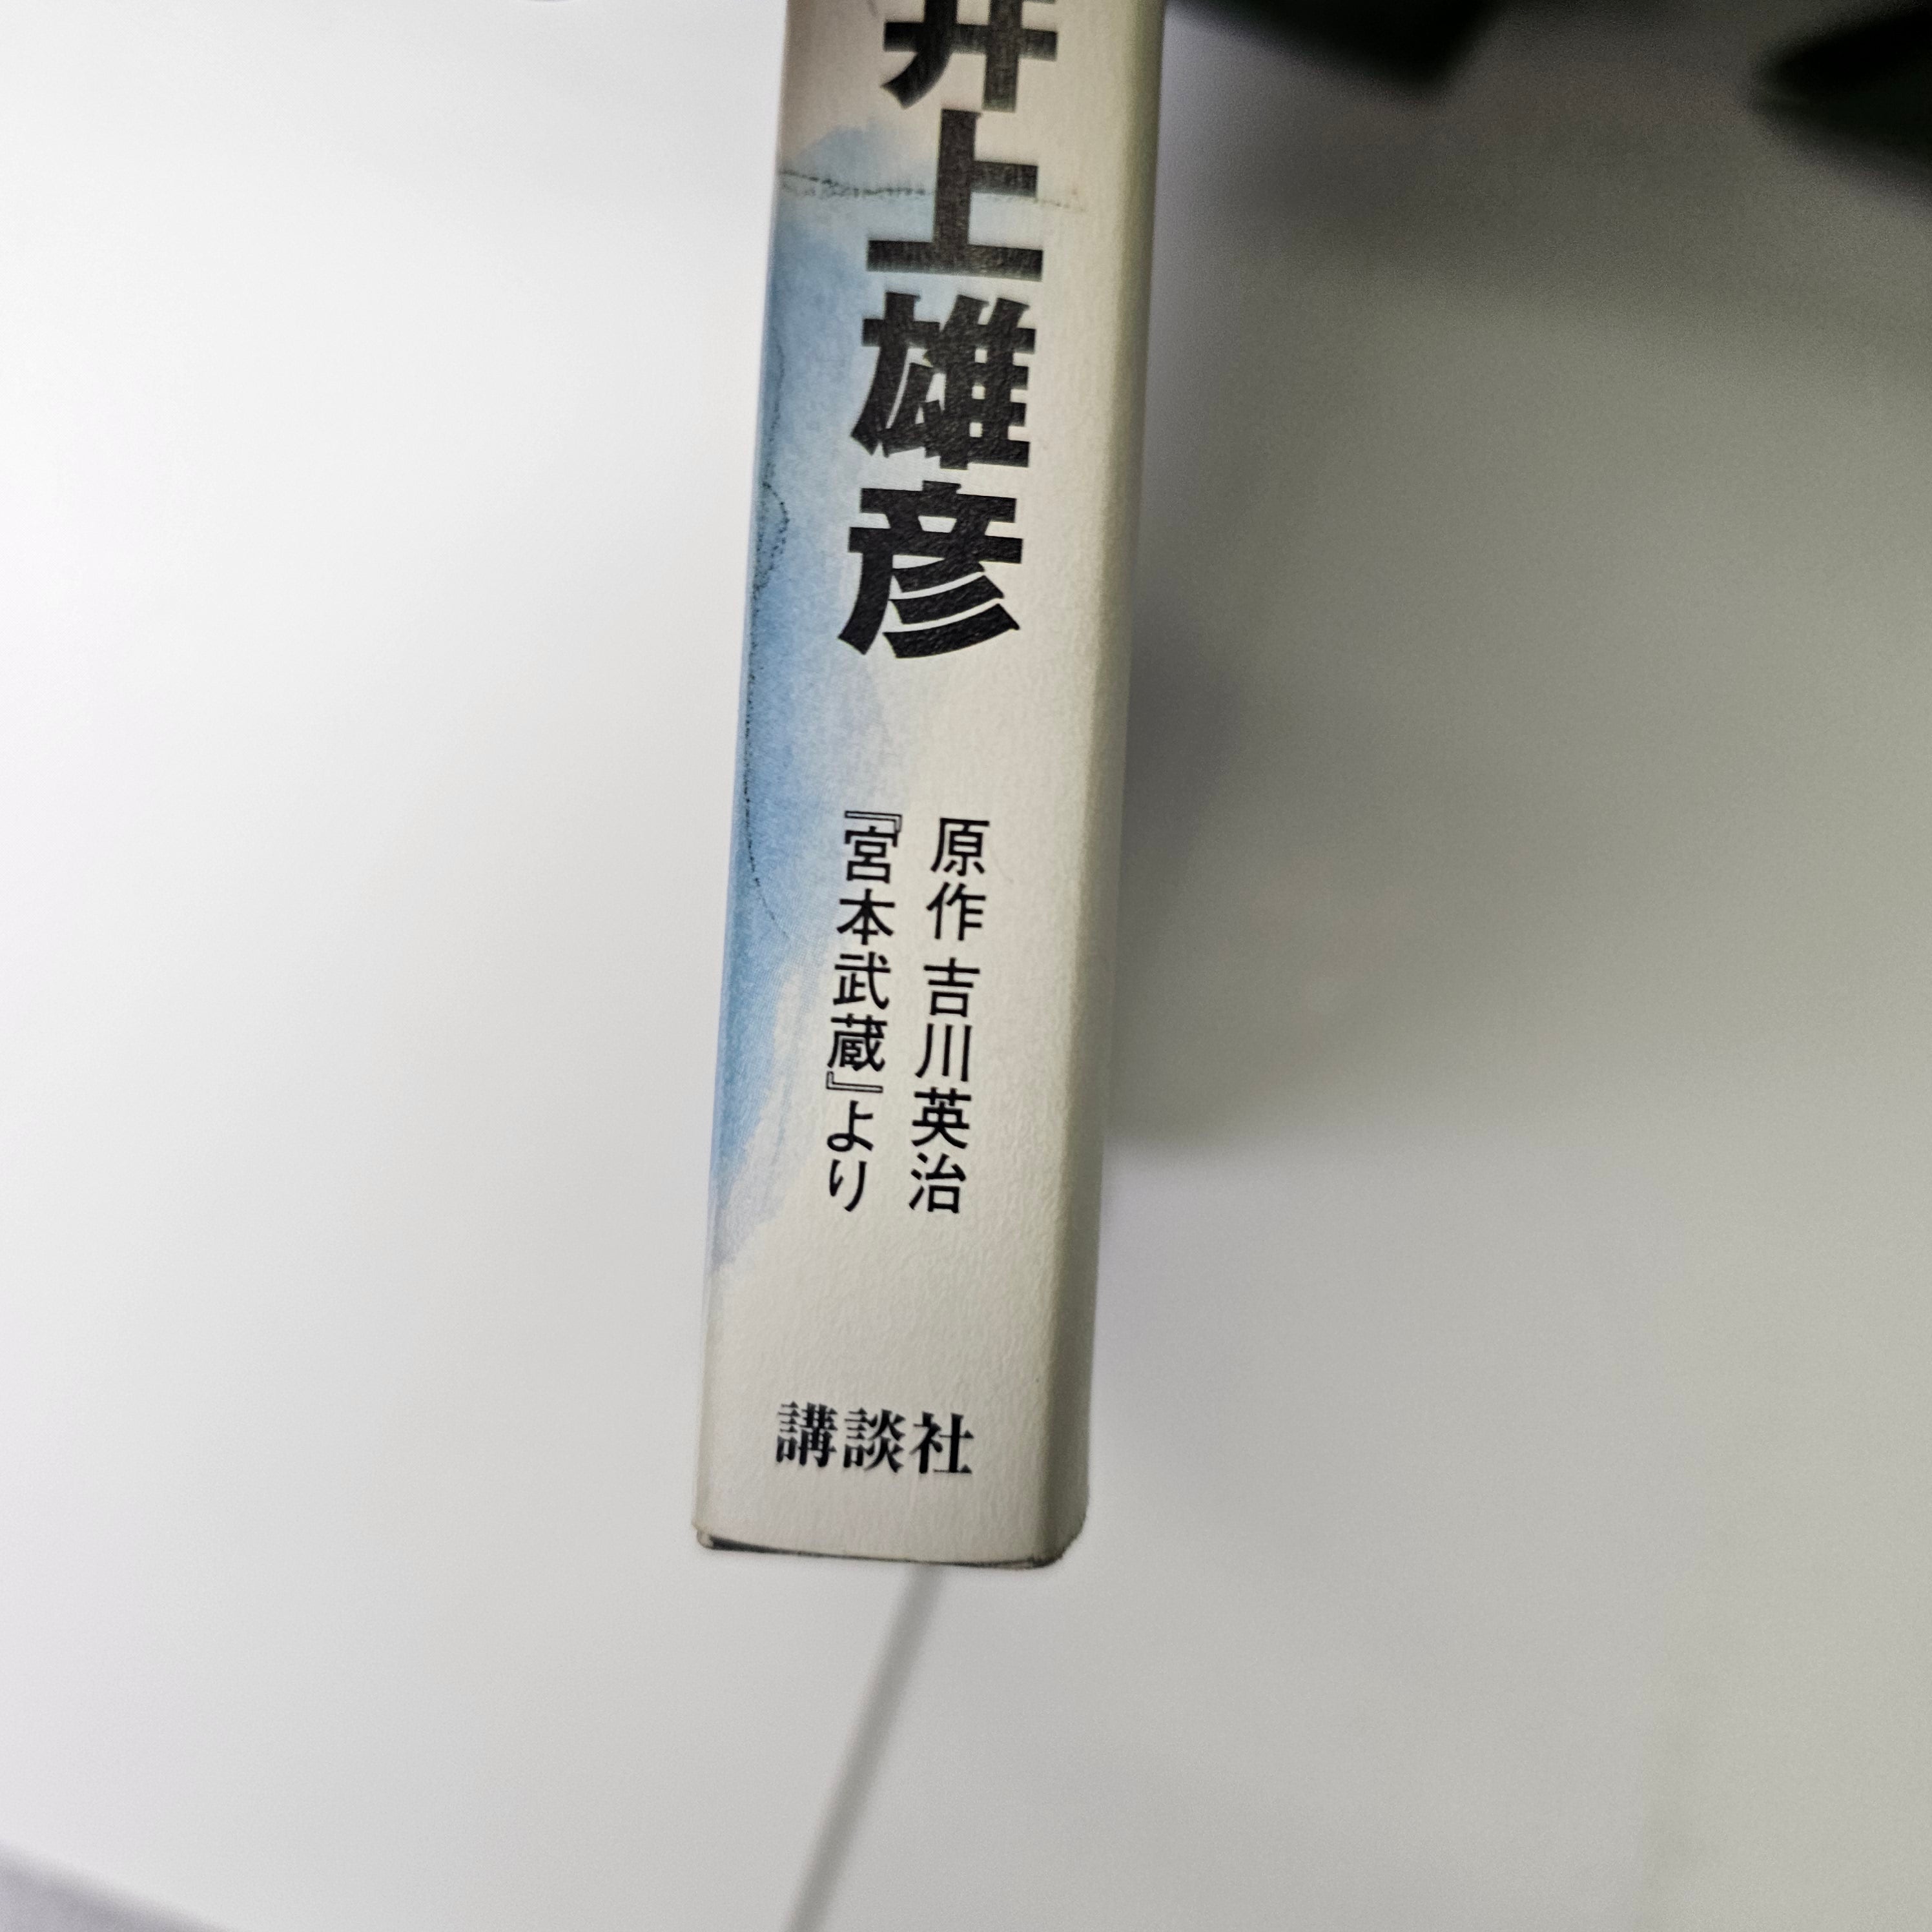 井上雄彦
原作 吉川英治
『宮本武蔵』より
講談社